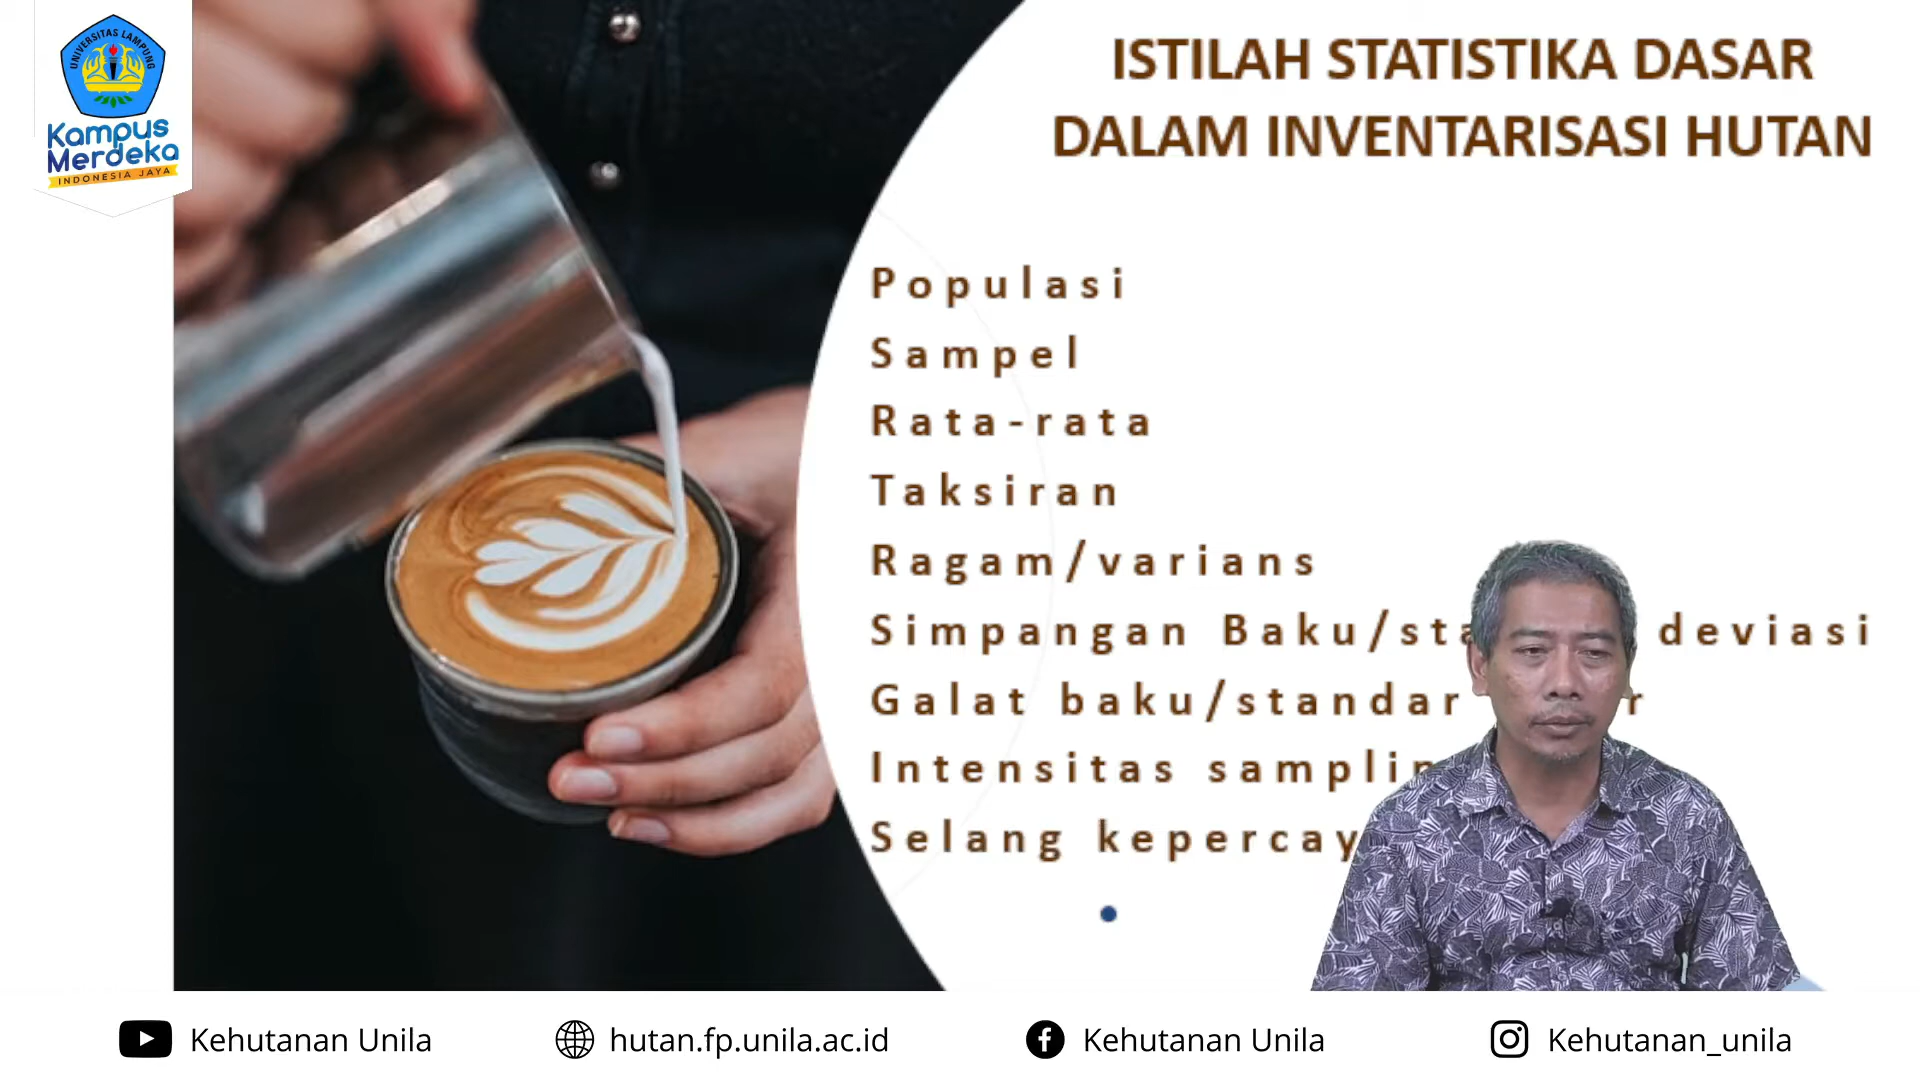 UNIVERSITAS LAMPUNG
Kampus
Merdeka
INDONESIA JAYA
ISTILAH STATISTIKA DASAR
DALAM INVENTARISASI HUTAN
Populasi
Sampel
Rata-rata
Taksiran
Ragam/varians
Simpangan Baku/sta deviasi
Galat baku/standar r
Intensitas samplin
Selang kepercay
Kehutanan Unila
hutan.fp.unila.ac.id
Kehutanan Unila
Kehutanan_unila